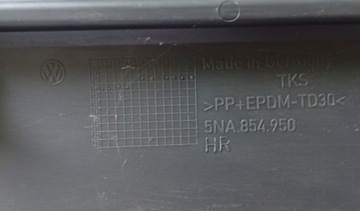 Made in Germany
TKS
>PP+EPDM-TD30<
5NA.854.950
HR